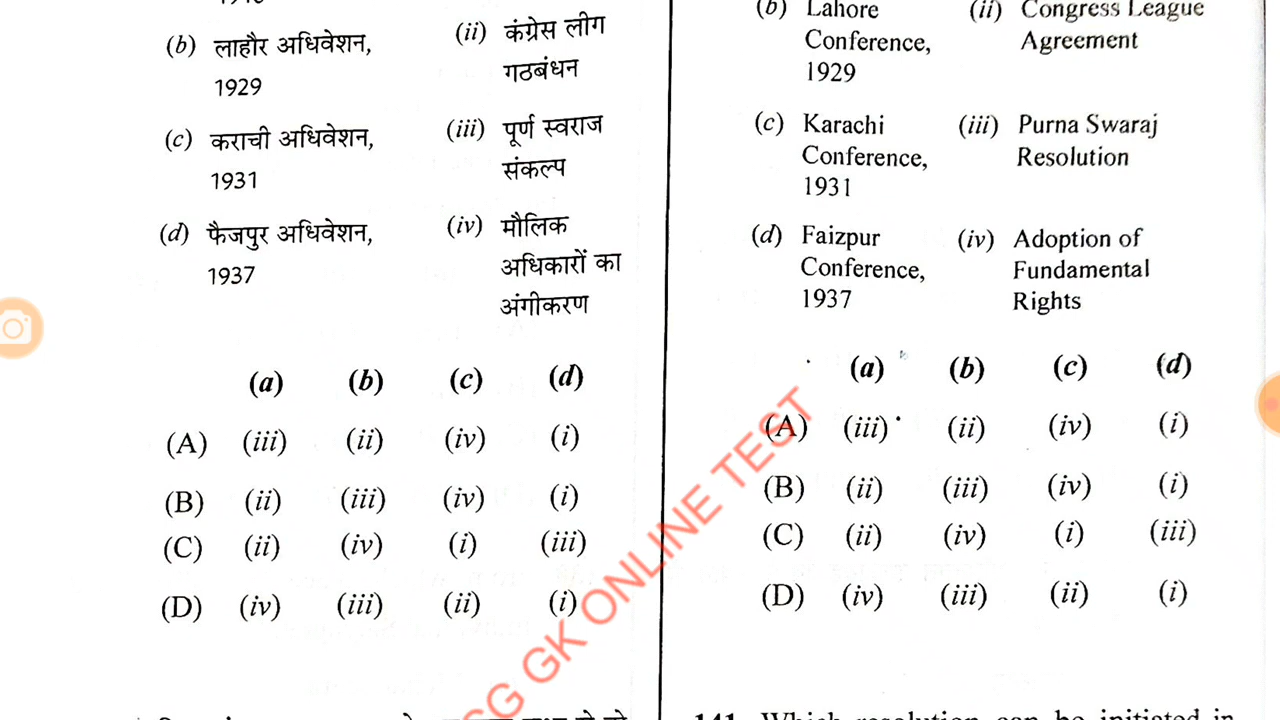 (b) लाहौर अधिवेशन, (ii) कंग्रेस लीग
1929 गठबंधन
(c) कराची अधिवेशन, (iii) पूर्ण स्वराज
1931 संकल्प
(d) फैजपुर अधिवेशन, (iv) मौलिक
1937 अधिकारों का
अंगीकरण
(a) (b) (c) (d)
(A) (iii) (ii) (iv) (i)
(B) (ii) (iii) (iv) (i)
(C) (ii) (iv) (i) (iii)
(D) (iv) (iii) (ii) (i)
(b) Lahore (ii) Congress League
Conference, Agreement
1929
(c) Karachi (iii) Purna Swaraj
Conference, Resolution
1931
(d) Faizpur (iv) Adoption of
Conference, Fundamental
1937 Rights
(a) (b) (c) (d)
(A) (iii) (ii) (iv) (i)
(B) (ii) (iii) (iv) (i)
(C) (ii) (iv) (i) (iii)
(D) (iv) (iii) (ii) (i)
141. Which resolution can be initiated in
SG GK ONLINE TEST